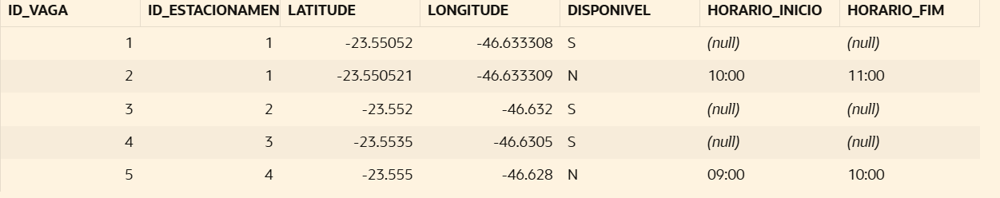 ID_VAGA ID_ESTACIONAMEN LATITUDE LONGITUDE DISPONIVEL HORARIO_INICIO HORARIO_FIM
1 1 -23.55052 -46.633308 S (null) (null)
2 1 -23.550521 -46.633309 N 10:00 11:00
3 2 -23.552 -46.632 S (null) (null)
4 3 -23.5535 -46.6305 S (null) (null)
5 4 -23.555 -46.628 N 09:00 10:00